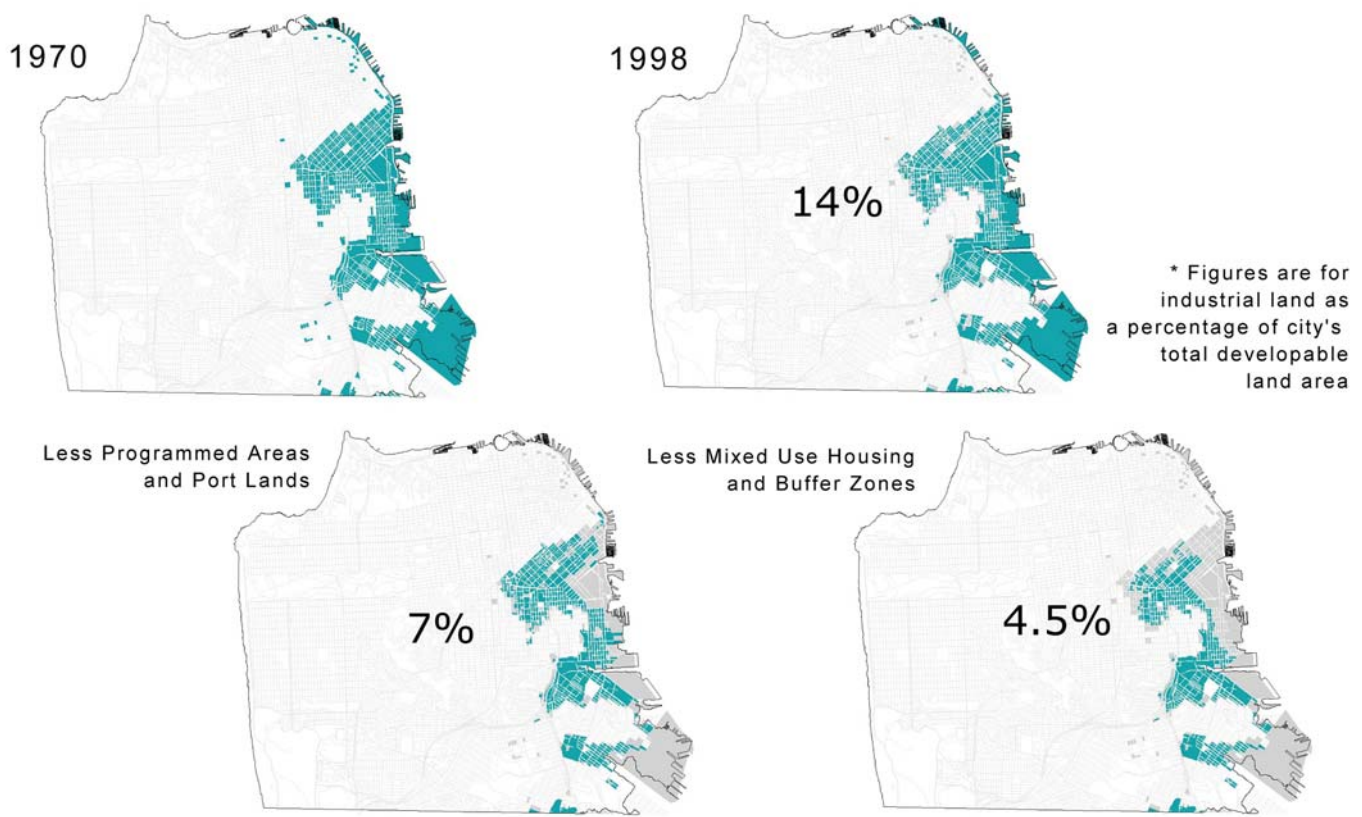 1970
1998
14%
* Figures are for
industrial land as
a percentage of city's
total developable
land area
Less Programmed Areas
and Port Lands
7%
Less Mixed Use Housing
and Buffer Zones
4.5%